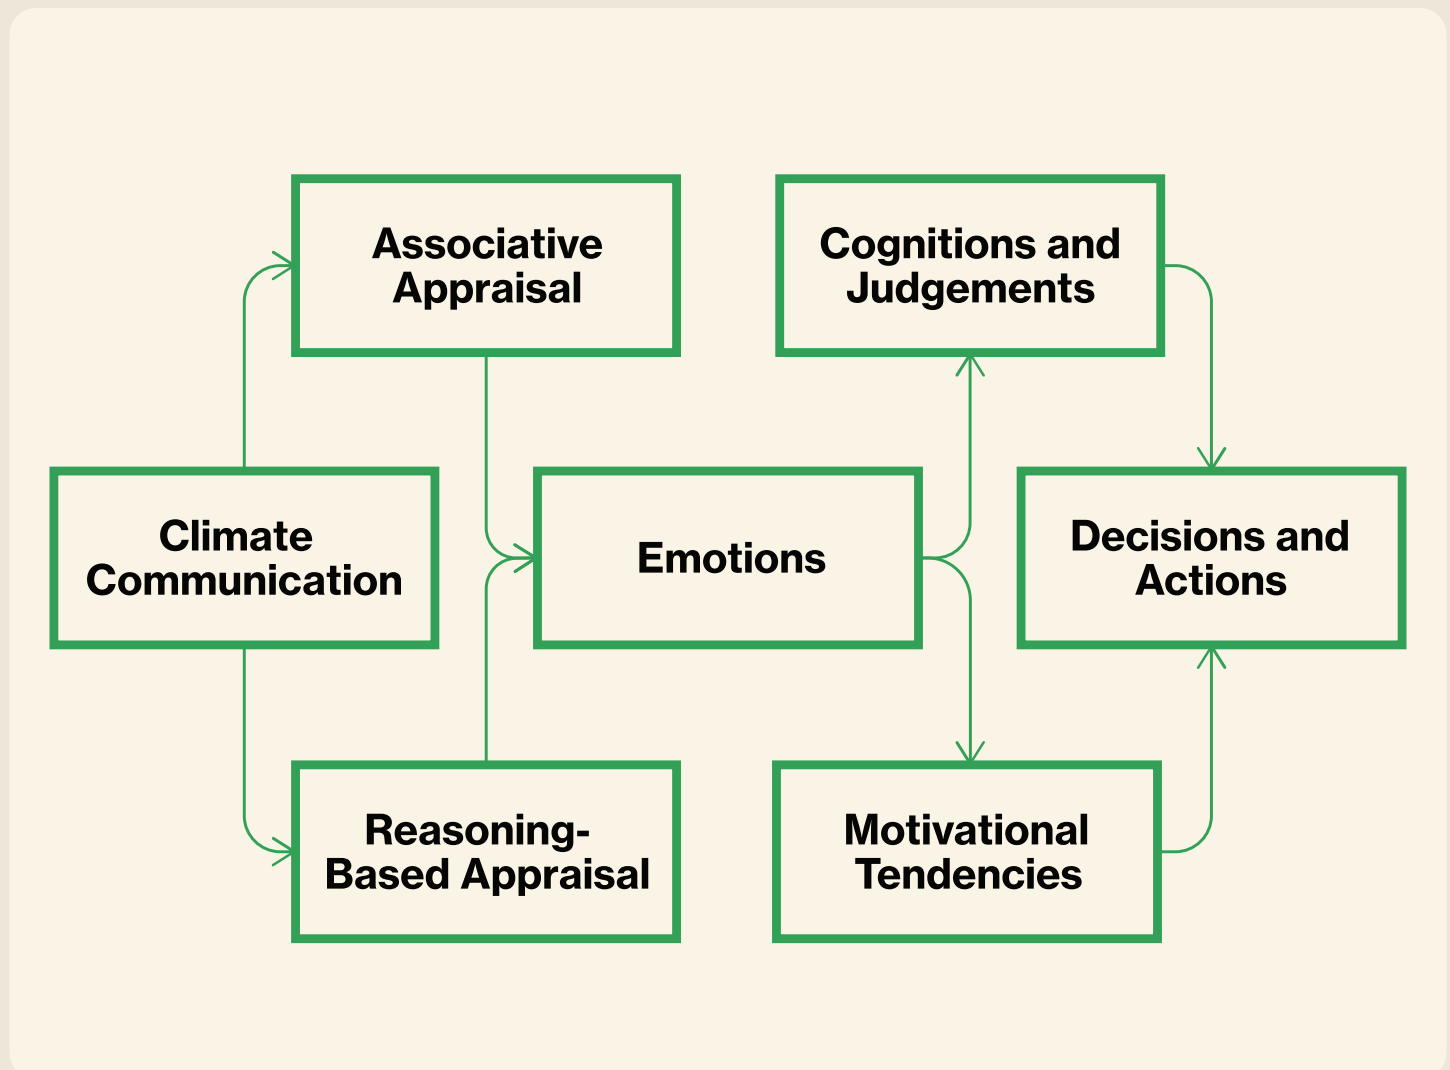 Associative
Appraisal
Cognitions and
Judgements
Climate
Communication
Emotions
Decisions and
Actions
Reasoning-
Based Appraisal
Motivational
Tendencies